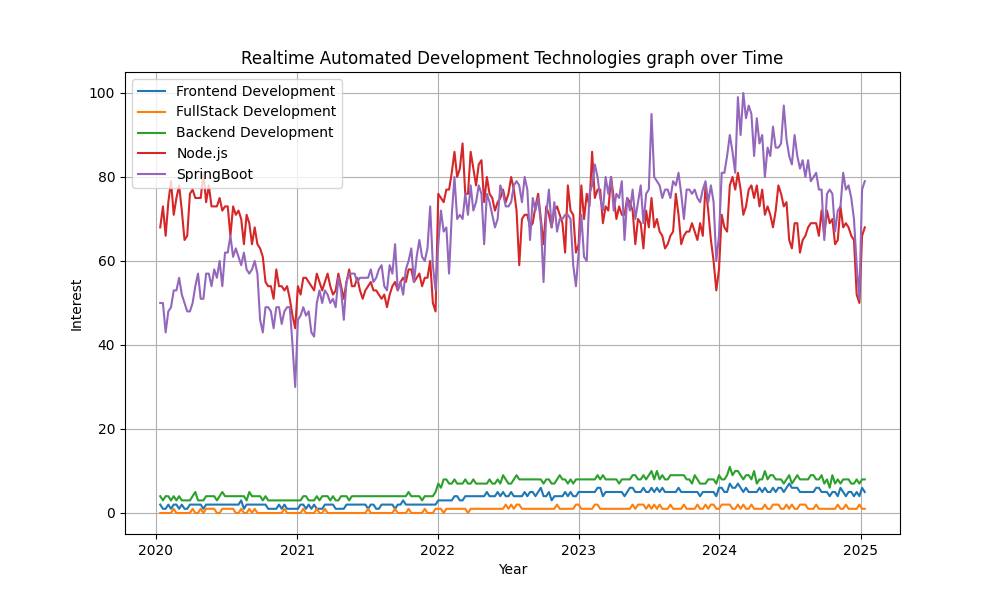 Realtime Automated Development Technologies graph over Time
Frontend Development
FullStack Development
Backend Development
Node.js
SpringBoot
100
80
60
40
20
0
Interest
2020 2021 2022 2023 2024 2025
Year